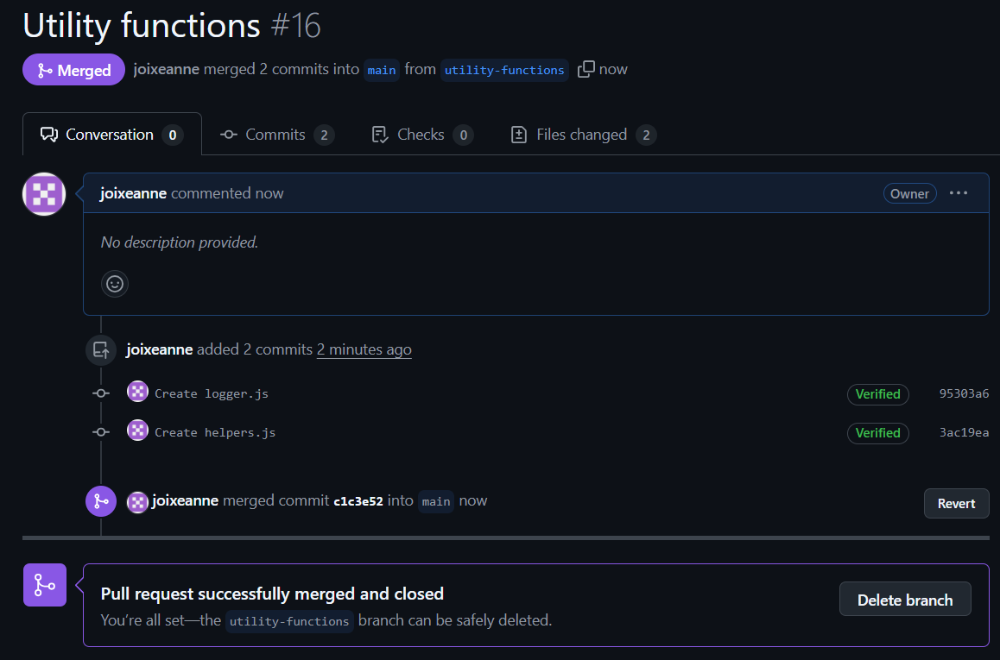 Utility functions #16
Merged joixeanne merged 2 commits into main from utility-functions now
Conversation 0 Commits 2 Checks 0 Files changed 2
joixeanne commented now Owner
No description provided.
joixeanne added 2 commits 2 minutes ago
Create logger.js Verified 95303a6
Create helpers.js Verified 3ac19ea
joixeanne merged commit c1c3e52 into main now Revert
Pull request successfully merged and closed
Delete branch
You’re all set—the utility-functions branch can be safely deleted.